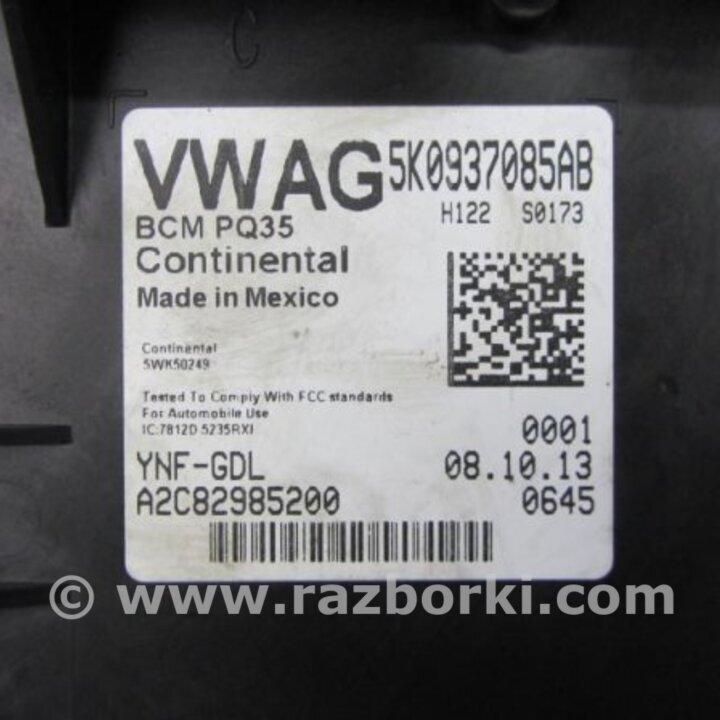 C
VWAG 5K0937085AB
BCM PQ35 H122 S0173
Continental
Made in Mexico
Continental
5WK50249
Tested To Comply With FCC standards
For Automobile Use
IC:7812D 5235RXI
0001
YNF-GDL 08.10.13
A2C82985200 0645
© www.razborki.com